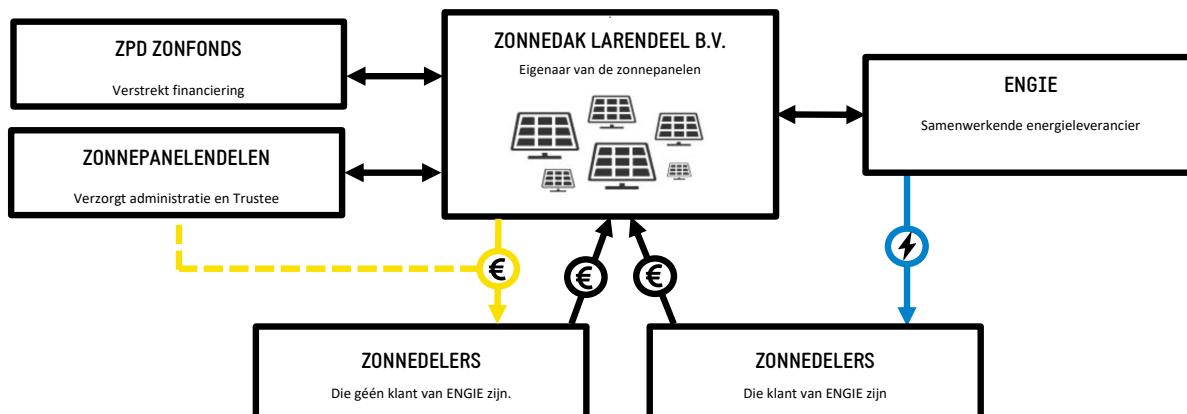 ZPD ZONFONDS
Verstrekt financiering
ZONNEPANELENDELEN
Verzorgt administratie en Trustee
ZONNEDAK LARENDEEL B.V.
Eigenaar van de zonnepanelen
ENGIE
Samenwerkende energieleverancier
€
€
€
ZONNEDELERS
Die géén klant van ENGIE zijn.
ZONNEDELERS
Die klant van ENGIE zijn